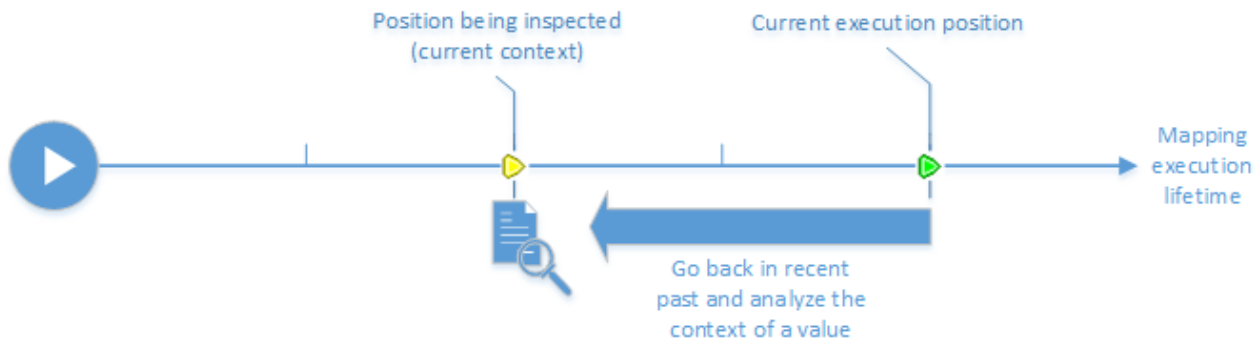 Position being inspected
(current context)
Current execution position
Mapping
execution
lifetime
Go back in recent
past and analyze the
context of a value